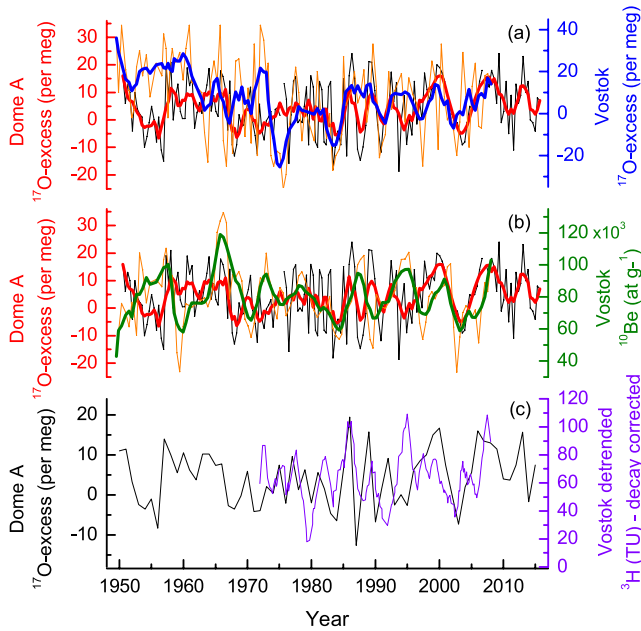 (a)
Dome A
¹⁷O-excess (per meg)
30
20
10
0
-10
-20
40
20
0
-20
Vostok
¹⁷O-excess (per meg)
(b)
Dome A
¹⁷O-excess (per meg)
30
20
10
0
-10
-20
120 x10³
100
80
60
40
Vostok
¹⁰Be (at g-¹)
(c)
Dome A
¹⁷O-excess (per meg)
20
10
0
-10
120
100
80
60
40
20
0
Vostok detrended
³H (TU) - decay corrected
1950 1960 1970 1980 1990 2000 2010
Year